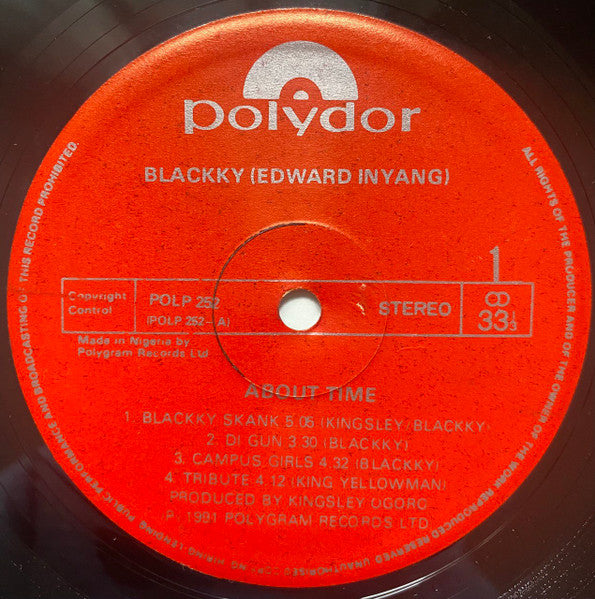 polydor
BLACKKY (EDWARD INYANG)
1
Copyright
Control
POLP 252
(POLP 252-A)
STEREO
33⅓
Made in Nigeria by
Polygram Records Ltd
ABOUT TIME
1. BLACKKY SKANK 5.05 (KINGSLEY/BLACKKY)
2. DI GUN 3.30 (BLACKKY)
3. CAMPUS GIRLS 4.32 (BLACKKY)
4. TRIBUTE 4.12 (KING YELLOWMAN)
PRODUCED BY KINGSLEY OGORO
P. 1991 POLYGRAM RECORDS LTD
ALL RIGHTS OF THE PRODUCER AND OF THE OWNER OF THE WORK REPRODUCED RESERVED UNAUTHORISED COPYING HIRING LENDING PUBLIC PERFORMANCE AND BROADCASTING OF THIS RECORD PROHIBITED.